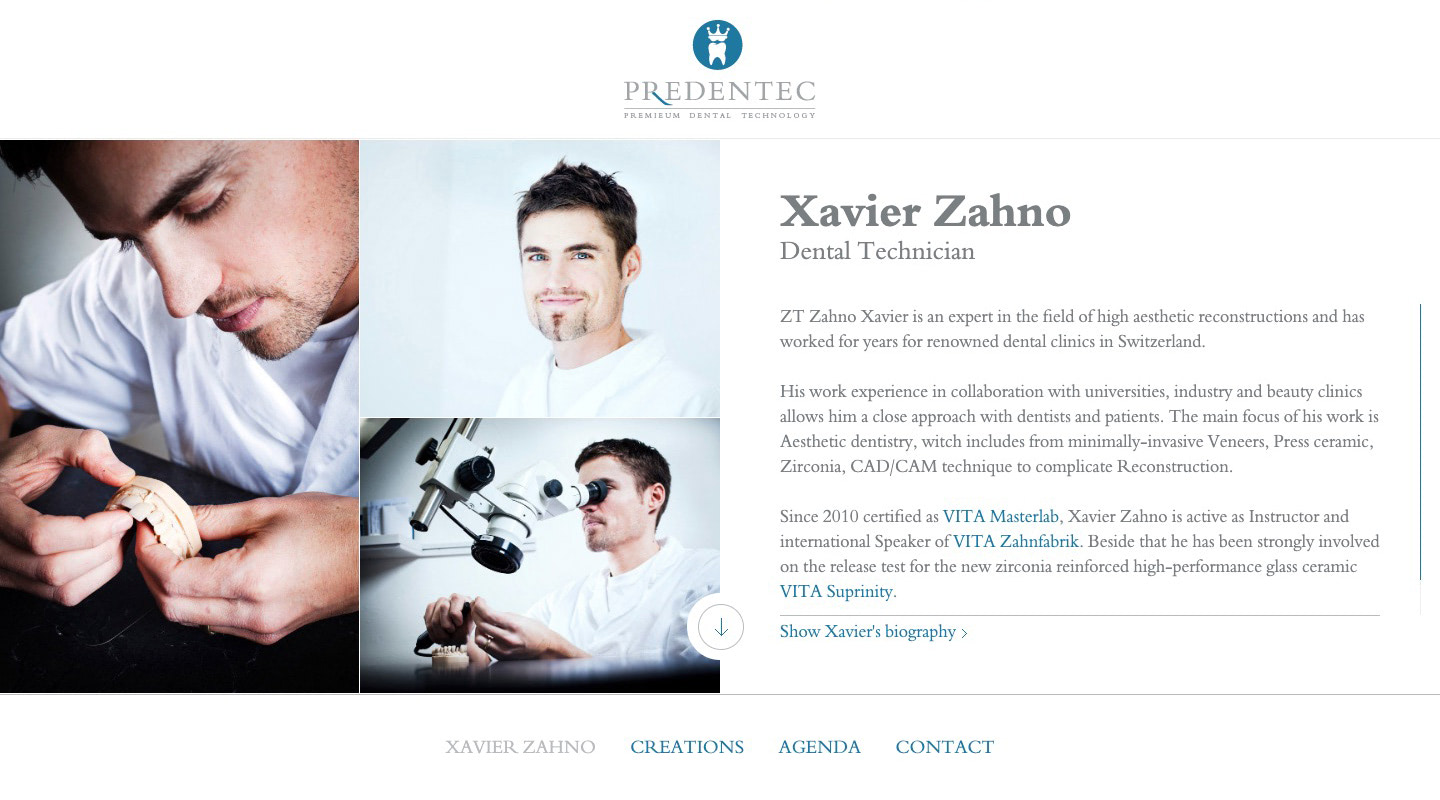 PREDENTEC
PREMIEUM DENTAL TECHNOLOGY
Xavier Zahno
Dental Technician
ZT Zahno Xavier is an expert in the field of high aesthetic reconstructions and has
worked for years for renowned dental clinics in Switzerland.
His work experience in collaboration with universities, industry and beauty clinics
allows him a close approach with dentists and patients. The main focus of his work is
Aesthetic dentistry, witch includes from minimally-invasive Veneers, Press ceramic,
Zirconia, CAD/CAM technique to complicate Reconstruction.
Since 2010 certified as VITA Masterlab, Xavier Zahno is active as Instructor and
international Speaker of VITA Zahnfabrik. Beside that he has been strongly involved
on the release test for the new zirconia reinforced high-performance glass ceramic
VITA Suprinity.
Show Xavier's biography >
XAVIER ZAHNO CREATIONS AGENDA CONTACT